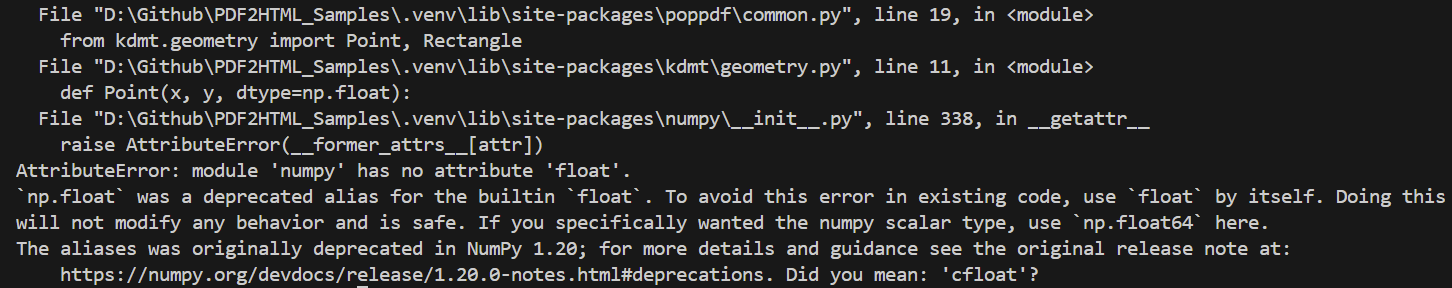 File "D:\Github\PDF2HTML_Samples\.venv\lib\site-packages\poppdf\common.py", line 19, in <module>
from kdmt.geometry import Point, Rectangle
File "D:\Github\PDF2HTML_Samples\.venv\lib\site-packages\kdmt\geometry.py", line 11, in <module>
def Point(x, y, dtype=np.float):
File "D:\Github\PDF2HTML_Samples\.venv\lib\site-packages\numpy\__init__.py", line 338, in __getattr__
raise AttributeError(__former_attrs__[attr])
AttributeError: module 'numpy' has no attribute 'float'.
`np.float` was a deprecated alias for the builtin `float`. To avoid this error in existing code, use `float` by itself. Doing this
will not modify any behavior and is safe. If you specifically wanted the numpy scalar type, use `np.float64` here.
The aliases was originally deprecated in NumPy 1.20; for more details and guidance see the original release note at:
https://numpy.org/devdocs/release/1.20.0-notes.html#deprecations. Did you mean: 'cfloat'?